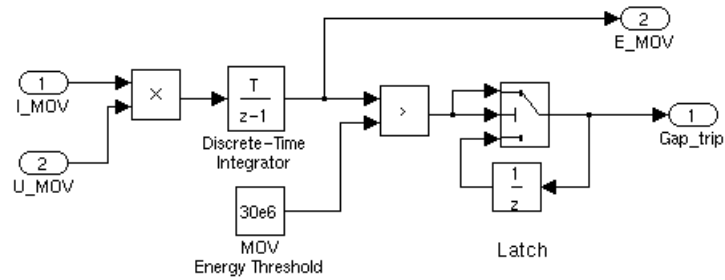 2
E_MOV
1
I_MOV
×
T
z-1
Discrete-Time
Integrator
>
1
Gap_trip
2
U_MOV
30e6
MOV
Energy Threshold
1
z
Latch